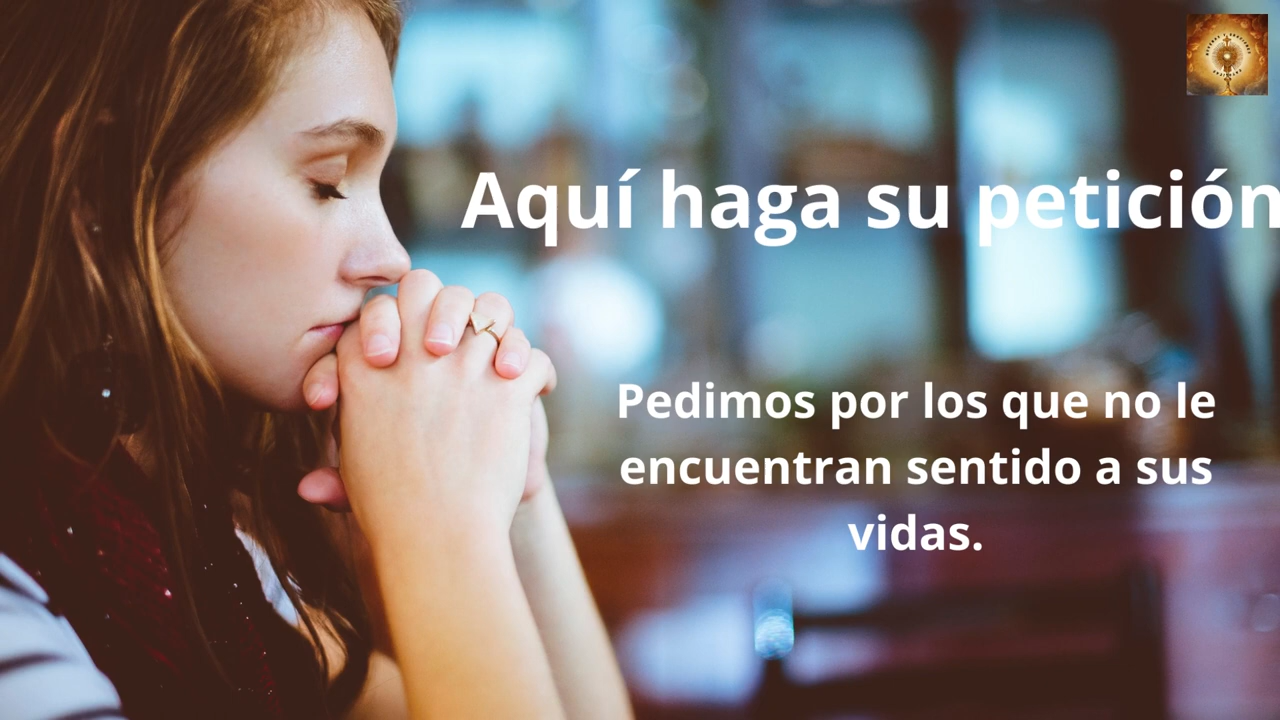 Aquí haga su petición
Pedimos por los que no le
encuentran sentido a sus
vidas.